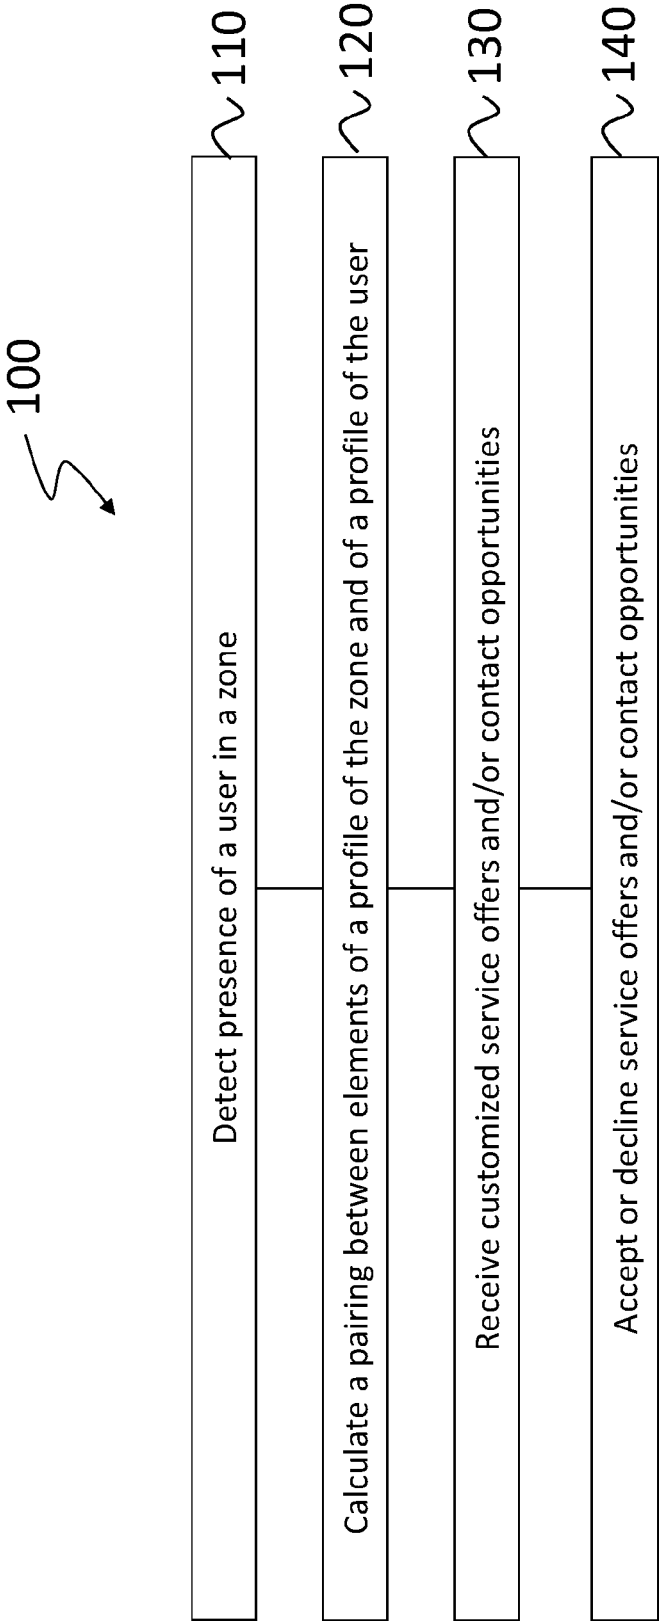 100
Detect presence of a user in a zone
110
Calculate a pairing between elements of a profile of the zone and of a profile of the user
120
Receive customized service offers and/or contact opportunities
130
Accept or decline service offers and/or contact opportunities
140